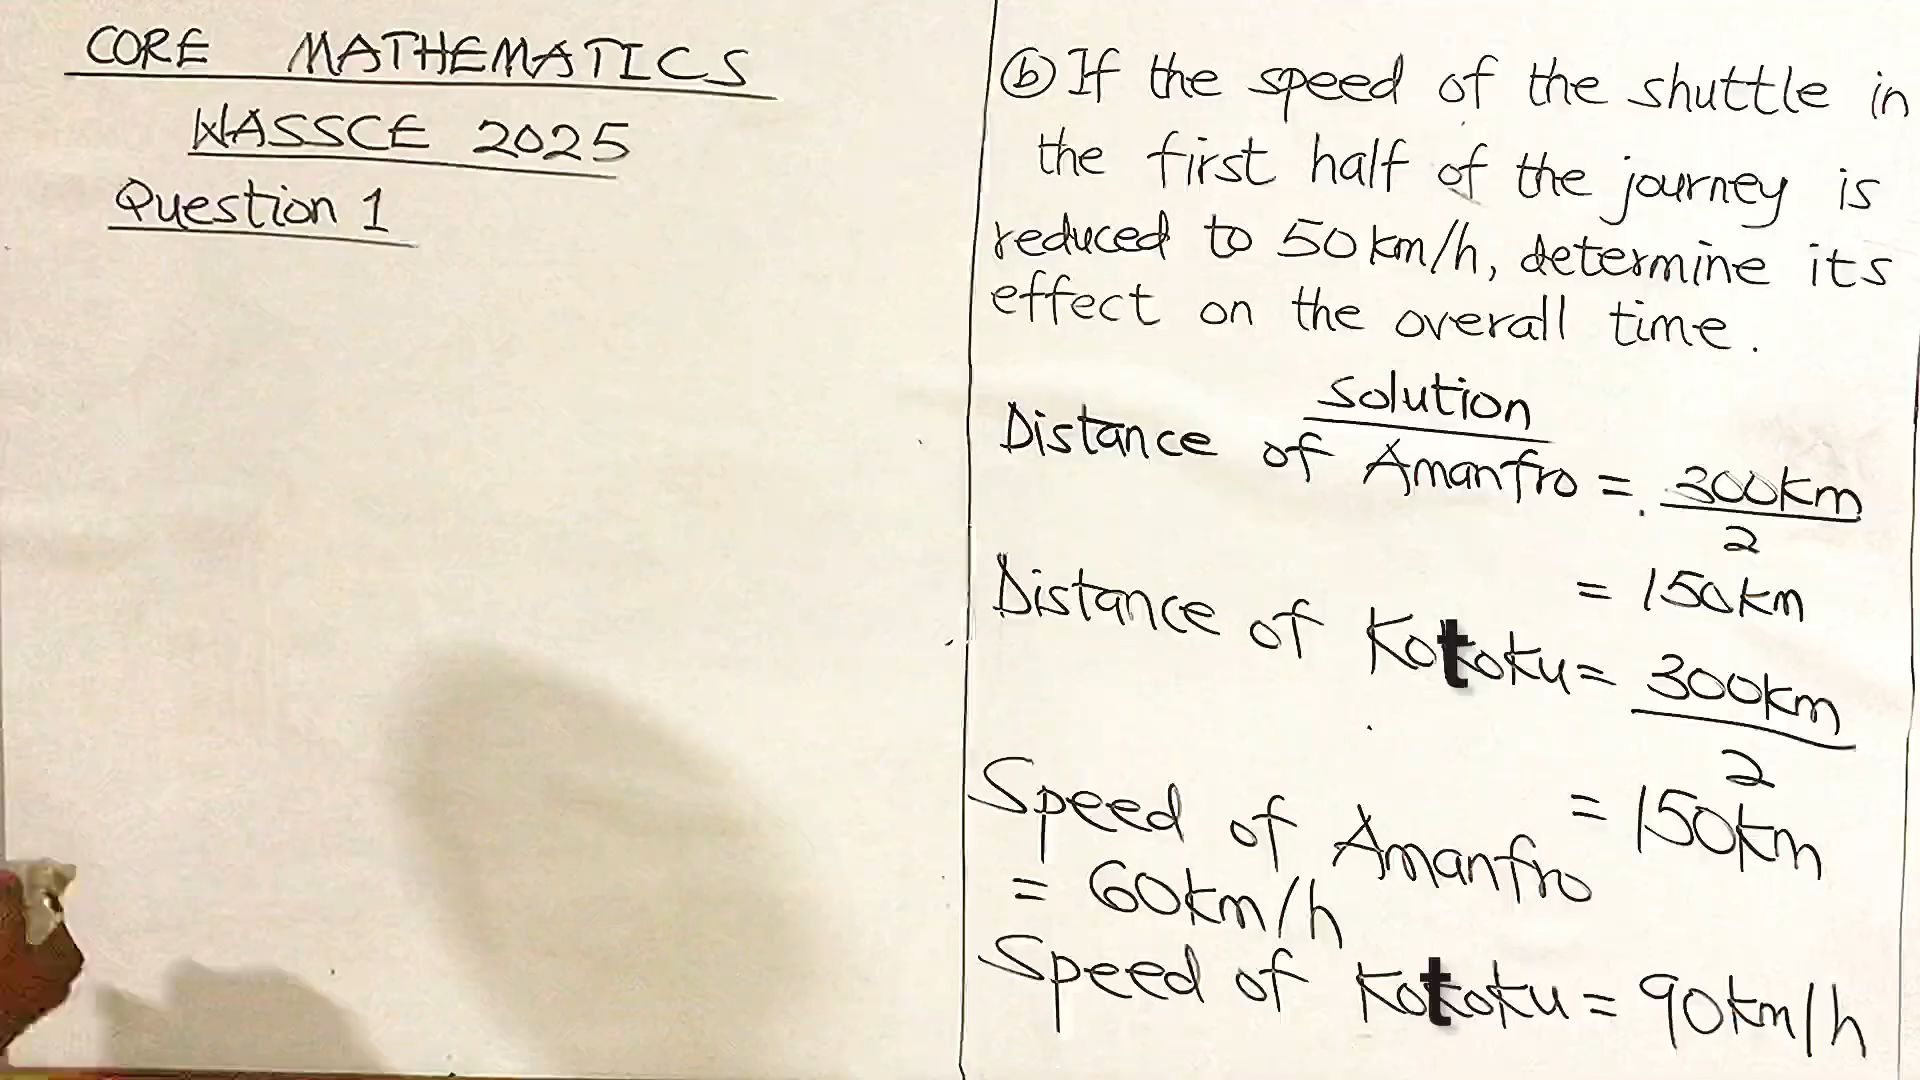 CORE MATHEMATICS
WASSCE 2025
Question 1
(b) If the speed of the shuttle in
the first half of the journey is
reduced to 50km/h, determine its
effect on the overall time.
Solution
Distance of Amanfro = 300km
2
= 150km
Distance of Kotoku = 300km
2
= 150km
Speed of Amanfro
= 60km/h
Speed of Kotoku = 90km/h